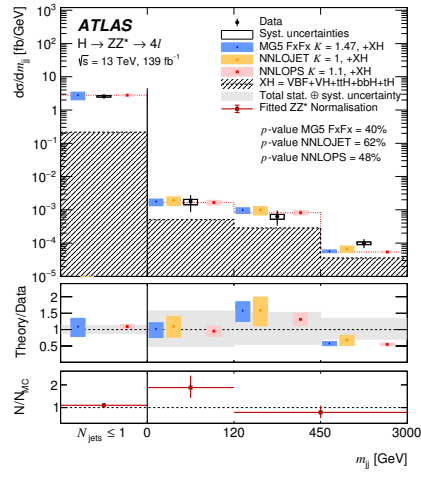 dσ/dm_jj [fb/GeV]
10³
10²
10
1
10⁻¹
10⁻²
10⁻³
10⁻⁴
10⁻⁵
ATLAS
H → ZZ* → 4l
√s = 13 TeV, 139 fb⁻¹
Data
Syst. uncertainties
MG5 FxFx K = 1.47, +XH
NNLOJET K = 1, +XH
NNLOPS K = 1.1, +XH
XH = VBF+VH+ttH+bbH+tH
Total stat. ⊕ syst. uncertainty
Fitted ZZ* Normalisation
p-value MG5 FxFx = 40%
p-value NNLOJET = 62%
p-value NNLOPS = 48%
Theory/Data
2
1.5
1
0.5
N/N_MC
2
1
N_jets ≤ 1
0
120
450
3000
m_jj [GeV]